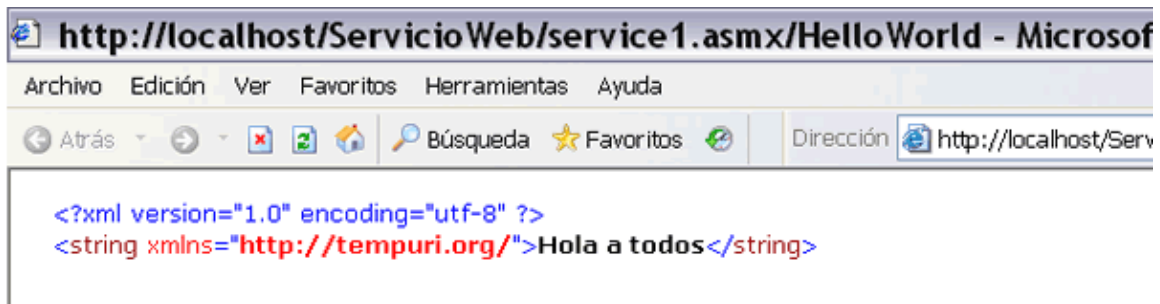 http://localhost/ServicioWeb/service1.asmx/HelloWorld - Microsof
Archivo Edición Ver Favoritos Herramientas Ayuda
Atrás Búsqueda Favoritos Dirección http://localhost/Serv
<?xml version="1.0" encoding="utf-8" ?>
<string xmlns="http://tempuri.org/">Hola a todos</string>